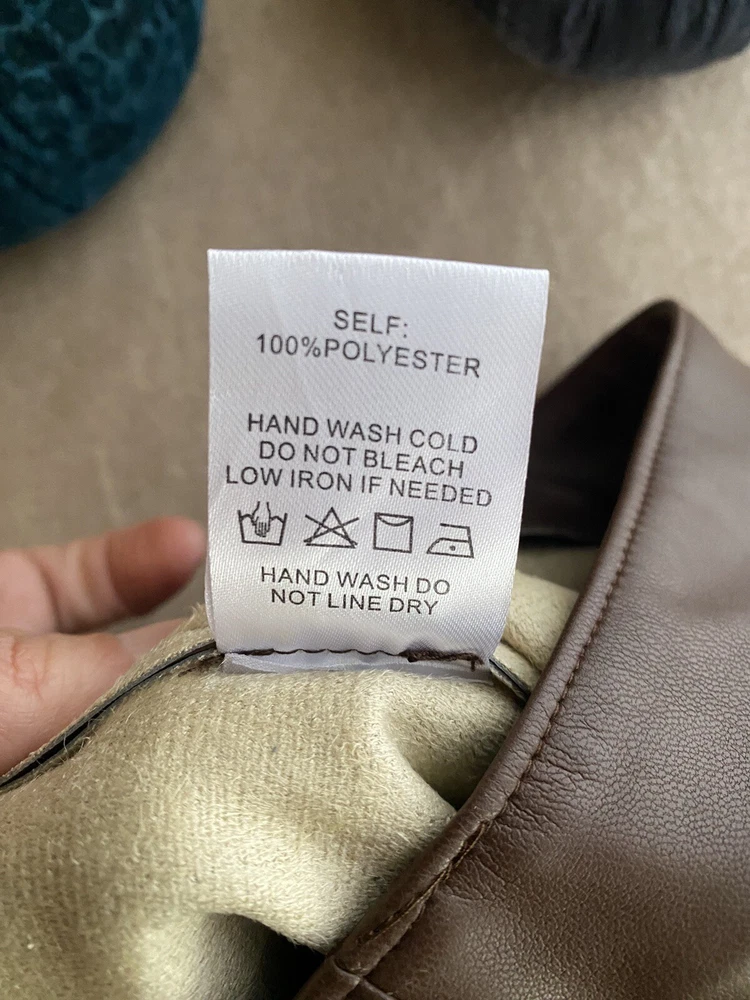 SELF:
100%POLYESTER
HAND WASH COLD
DO NOT BLEACH
LOW IRON IF NEEDED
HAND WASH DO
NOT LINE DRY